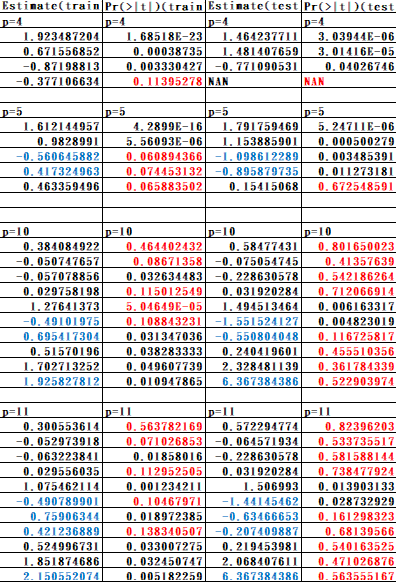 Estimate(train Pr(>|t|)(train Estimate(test Pr(>|t|)(test
p=4 p=4 p=4 p=4
1.923487204 1.68518E-23 1.464237711 3.03944E-06
0.671556852 0.00038735 1.481407659 3.01416E-05
-0.87198813 0.003330427 -0.771090531 0.04026746
-0.377106634 0.11395278 NAN NAN
p=5 p=5 p=5 p=5
1.612144957 4.2899E-16 1.791759469 5.24711E-06
0.9828991 5.56093E-06 1.153885901 0.000500279
-0.560645882 0.060894366 -1.098612289 0.003485391
0.417324963 0.074453132 -0.895879735 0.011273181
0.463359496 0.065883502 0.15415068 0.672548591
p=10 p=10 p=10 p=10
0.384084922 0.464402432 0.58477431 0.801650023
-0.050747657 0.08671358 -0.075054745 0.41357639
-0.057078856 0.032634483 -0.228630578 0.542186264
0.029758198 0.115012549 0.031920284 0.712066914
1.27641373 5.04649E-05 1.494513464 0.006163317
-0.49101975 0.108843231 -1.551524127 0.004823019
0.695417304 0.031347036 -0.550804048 0.116725817
0.51570196 0.038283333 0.240419601 0.455510356
1.702713252 0.049607739 2.328481139 0.361784339
1.925827812 0.010947865 6.367384386 0.522903974
p=11 p=11 p=11 p=11
0.300553614 0.563782169 0.572294774 0.82396203
-0.052973918 0.071026853 -0.064571934 0.533735517
-0.063223841 0.01858016 -0.228630578 0.581588144
0.029556035 0.112952505 0.031920284 0.738477924
1.075462114 0.001234211 1.506993 0.013903133
-0.490789901 0.10467971 -1.44145462 0.028732929
0.75906344 0.018972385 -0.63466653 0.161298323
0.421236889 0.138340507 -0.207409887 0.68139566
0.524996731 0.033007275 0.219453981 0.540163525
1.851874686 0.032450747 2.068407611 0.471026876
2.150552074 0.005182259 6.367384386 0.563555167